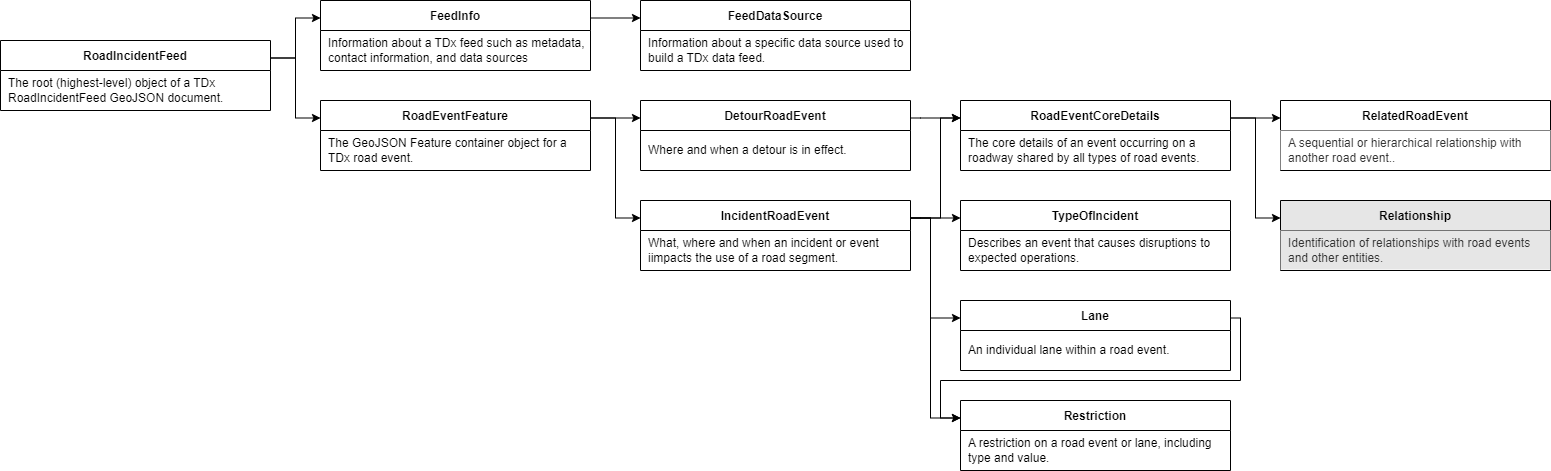 FeedInfo
Information about a TDx feed such as metadata,
contact information, and data sources
FeedDataSource
Information about a specific data source used to
build a TDx data feed.
RoadIncidentFeed
The root (highest-level) object of a TDx
RoadIncidentFeed GeoJSON document.
RoadEventFeature
The GeoJSON Feature container object for a
TDx road event.
DetourRoadEvent
Where and when a detour is in effect.
RoadEventCoreDetails
The core details of an event occurring on a
roadway shared by all types of road events.
RelatedRoadEvent
A sequential or hierarchical relationship with
another road event..
IncidentRoadEvent
What, where and when an incident or event
iimpacts the use of a road segment.
TypeOfIncident
Describes an event that causes disruptions to
expected operations.
Relationship
Identification of relationships with road events
and other entities.
Lane
An individual lane within a road event.
Restriction
A restriction on a road event or lane, including
type and value.